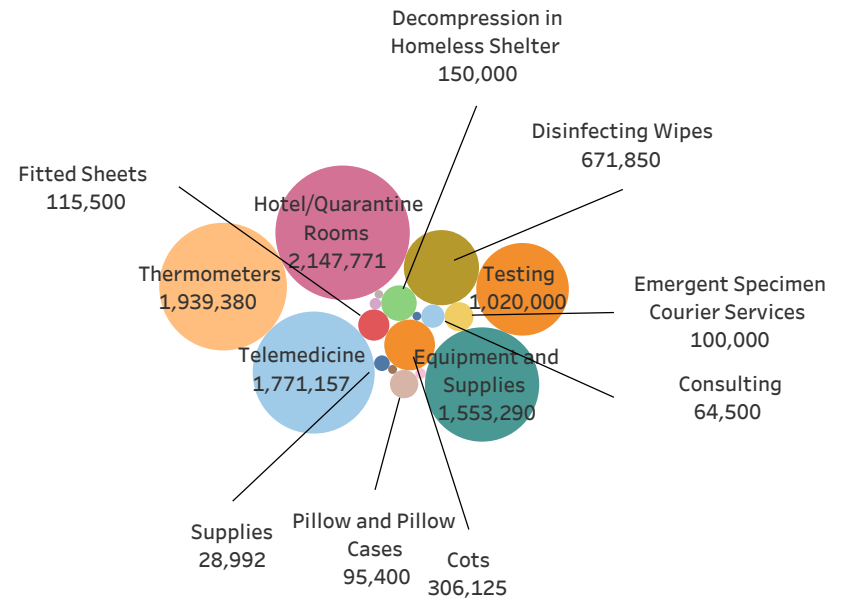 Decompression in
Homeless Shelter
150,000
Disinfecting Wipes
671,850
Fitted Sheets
115,500
Hotel/Quarantine
Rooms
2,147,771
Thermometers
1,939,380
Testing
1,020,000
Emergent Specimen
Courier Services
100,000
Telemedicine
1,771,157
Equipment and
Supplies
1,553,290
Consulting
64,500
Supplies
28,992
Pillow and Pillow
Cases
95,400
Cots
306,125